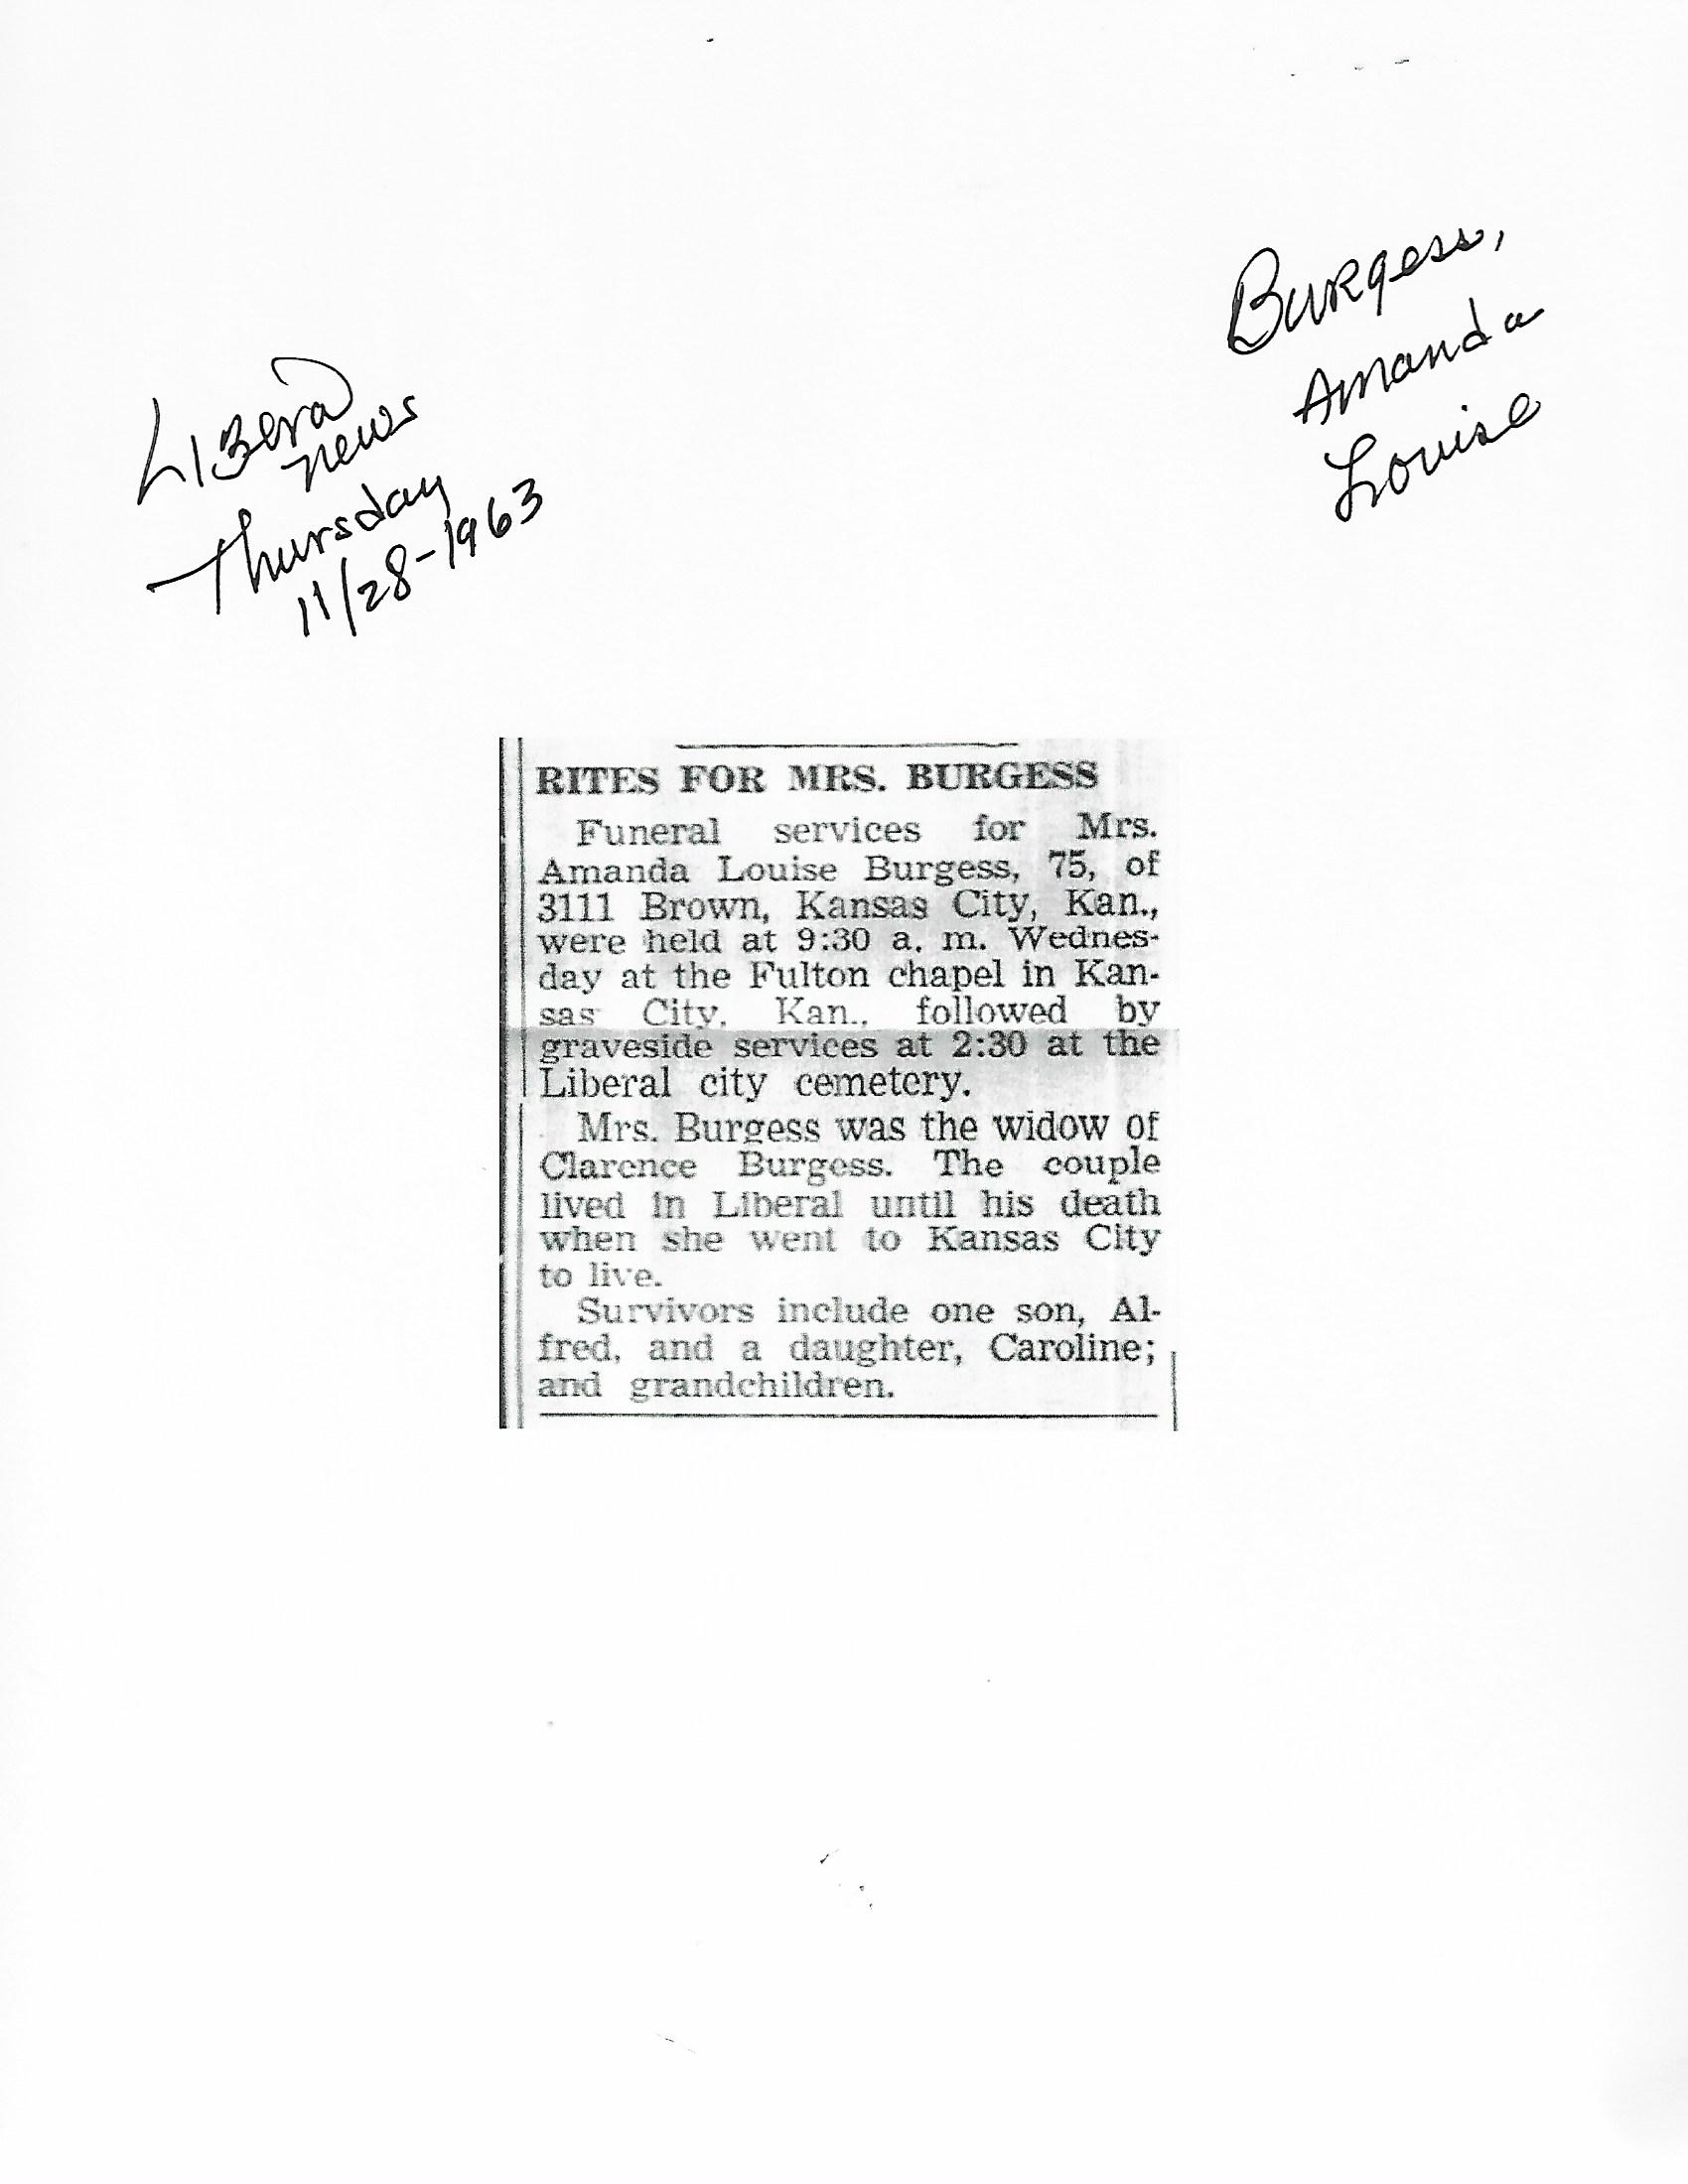 Burgess,
Amanda
Louise
Liberal
News
Thursday
11/28-1963
RITES FOR MRS. BURGESS
Funeral services for Mrs.
Amanda Louise Burgess, 75, of
3111 Brown, Kansas City, Kan.,
were held at 9:30 a. m. Wednes-
day at the Fulton chapel in Kan-
sas City, Kan., followed by
graveside services at 2:30 at the
Liberal city cemetery.
Mrs. Burgess was the widow of
Clarence Burgess. The couple
lived in Liberal until his death
when she went to Kansas City
to live.
Survivors include one son, Al-
fred, and a daughter, Caroline;
and grandchildren.